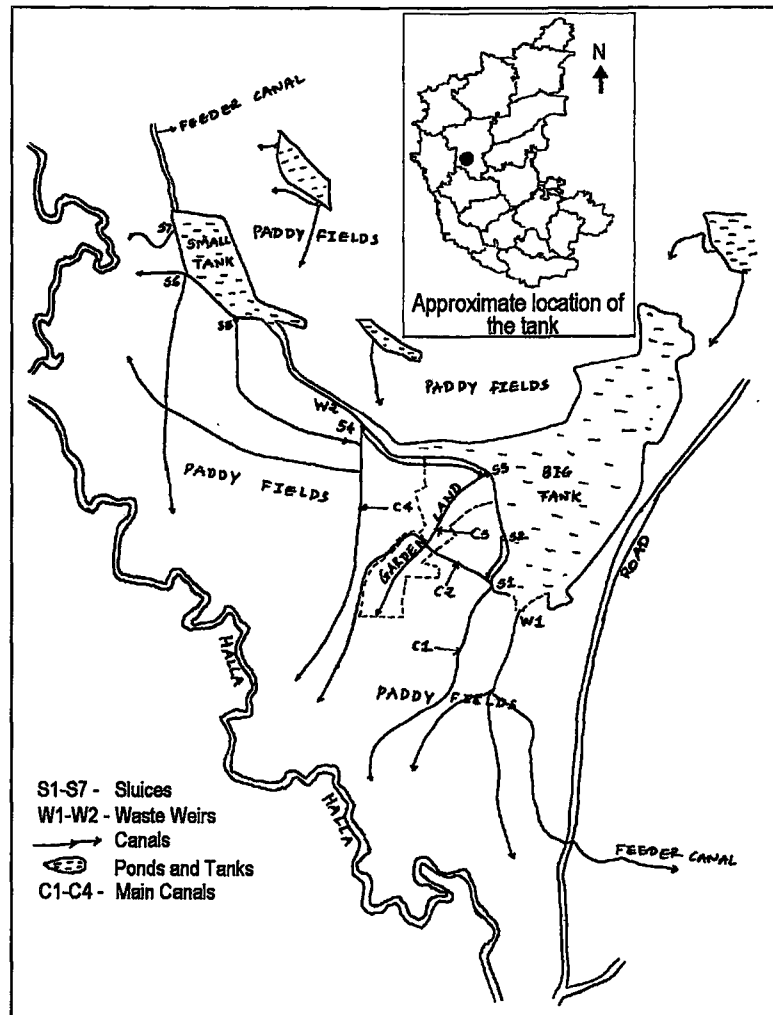 N
FEEDER CANAL
S7
SMALL
TANK
PADDY FIELDS
S6
Approximate location of
the tank
S5
PADDY FIELDS
W2
S4
PADDY FIELDS
S3
BIG
TANK
C4
GARDEN LAND
C3
S2
ROAD
S1
C2
W1
C1
HALLA
PADDY FIELDS
S1-S7 - Sluices
W1-W2 - Waste Weirs
Canals
Ponds and Tanks
C1-C4 - Main Canals
HALLA
FEEDER CANAL